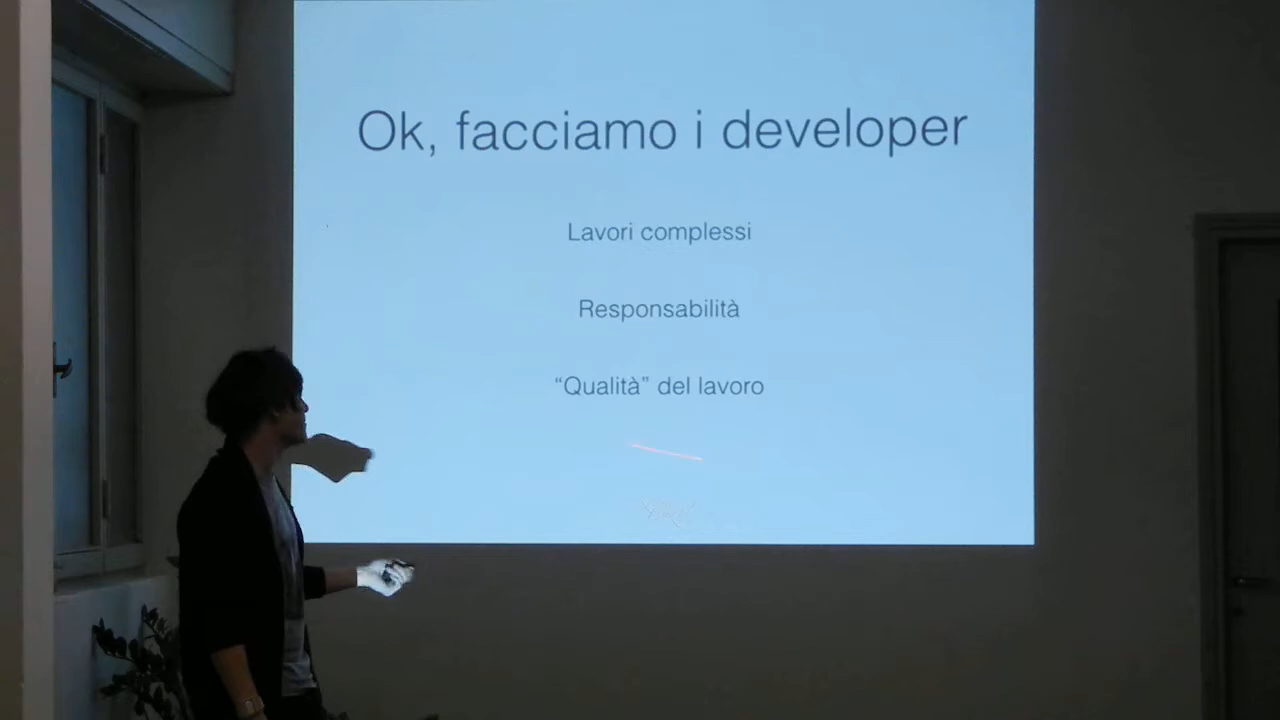 Ok, facciamo i developer
Lavori complessi
Responsabilità
“Qualità” del lavoro